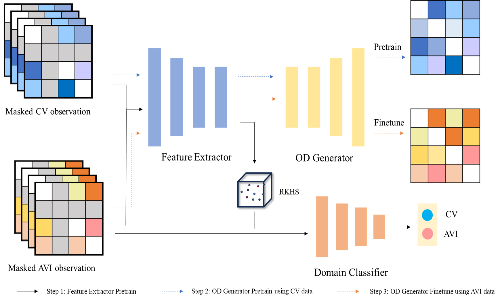 Pretrain
Masked CV observation
Feature Extractor
OD Generator
Finetune
RKHS
CV
AVI
Masked AVI observation
Domain Classifier
Step 1: Feature Extractor Pretrain
Step 2: OD Generator Pretrain using CV data
Step 3: OD Generator Finetune using AVI data